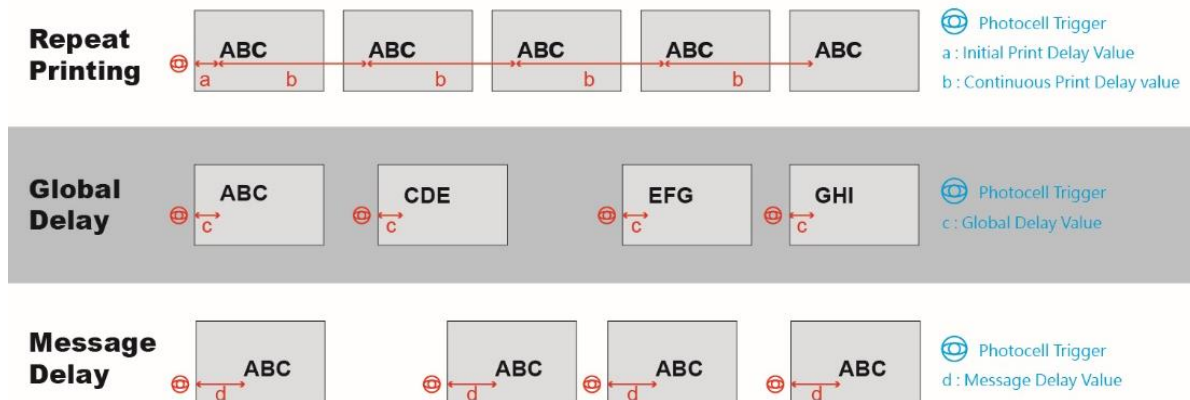 Repeat
Printing
ABC ABC ABC ABC ABC
a b b b b
Photocell Trigger
a : Initial Print Delay Value
b : Continuous Print Delay value
Global
Delay
ABC CDE EFG GHI
c c c c
Photocell Trigger
c : Global Delay Value
Message
Delay
ABC ABC ABC ABC
d d d d
Photocell Trigger
d : Message Delay Value